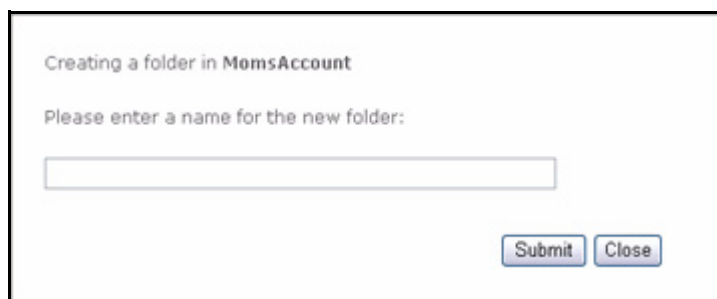 Creating a folder in MomsAccount
Please enter a name for the new folder:
Submit Close